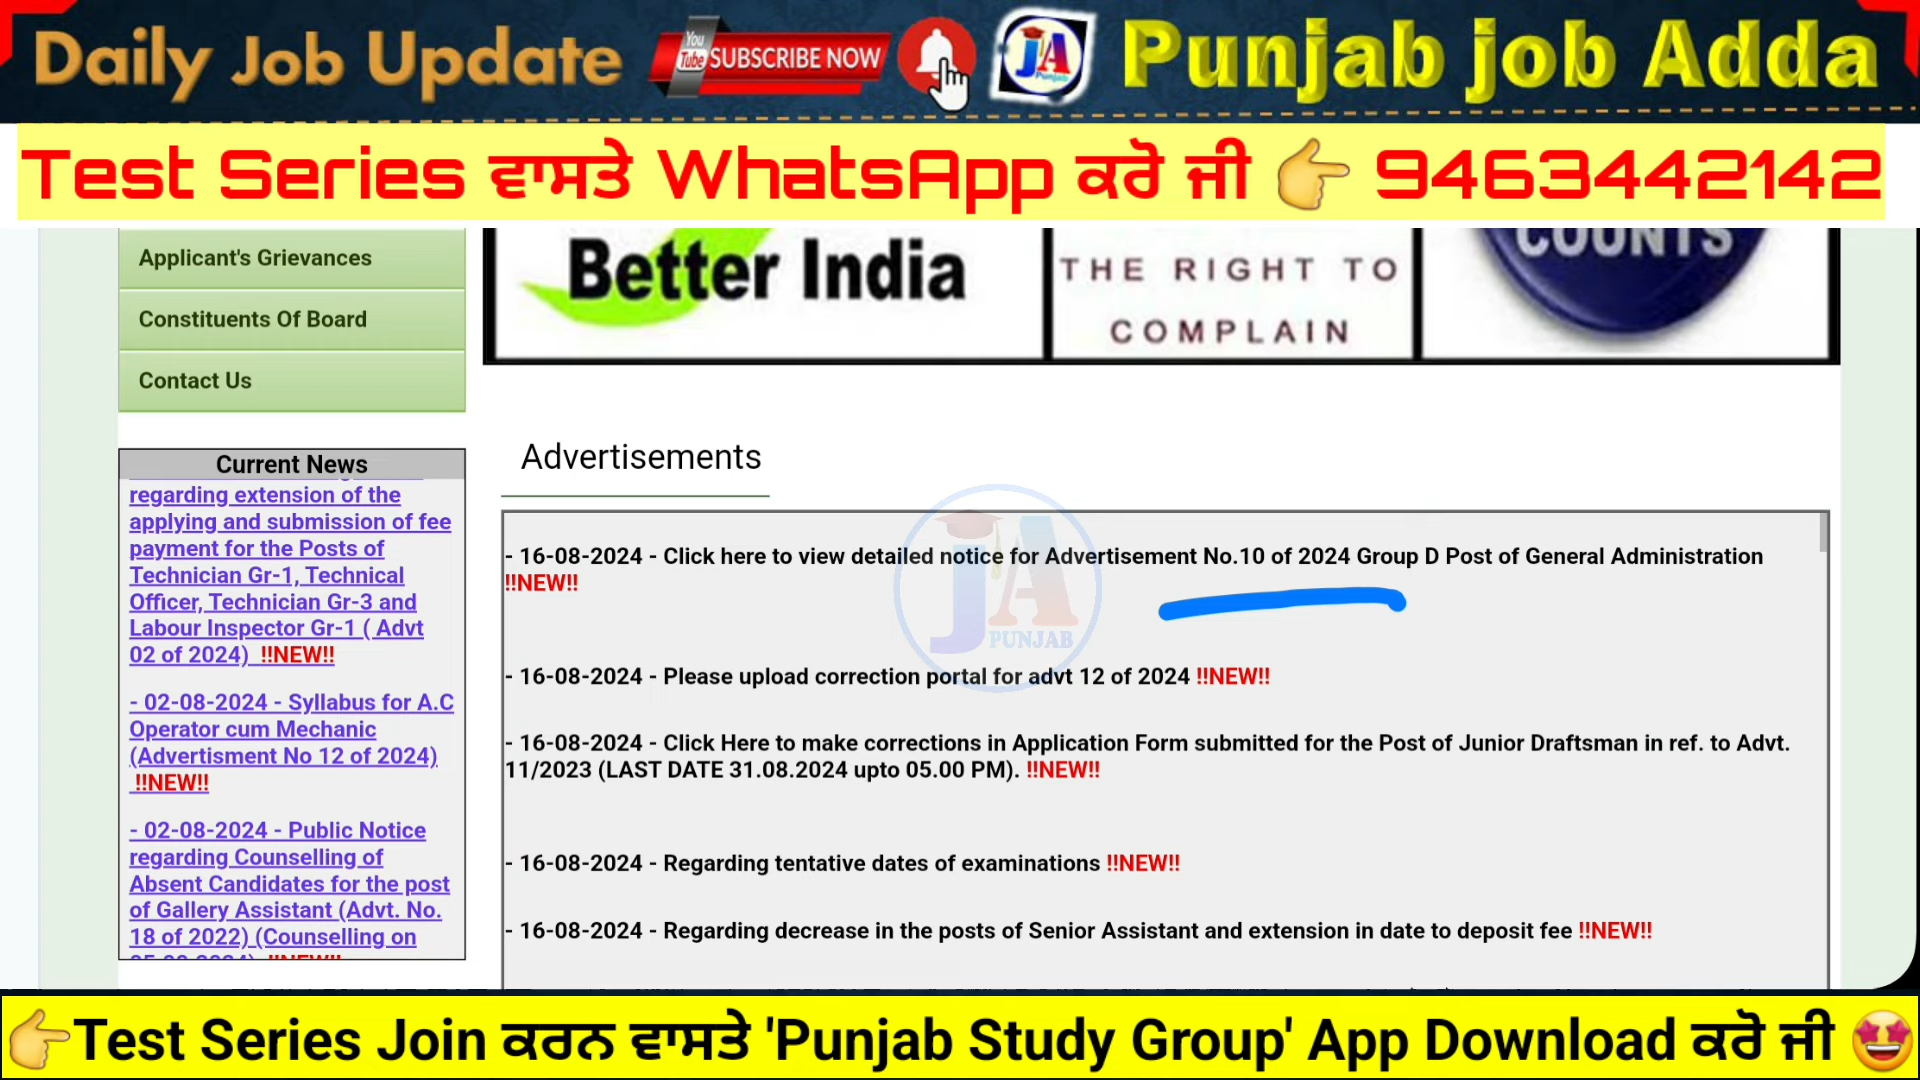 Daily Job Update You Tube SUBSCRIBE NOW JA Punjab Punjab job Adda
Test Series ਵਾਸਤੇ WhatsApp ਕਰੋ ਜੀ 👉 9463442142
Applicant's Grievances
Constituents Of Board
Contact Us
Better India
THE RIGHT TO
COMPLAIN
COUNTS
Current News
regarding extension of the
applying and submission of fee
payment for the Posts of
Technician Gr-1, Technical
Officer, Technician Gr-3 and
Labour Inspector Gr-1 ( Advt
02 of 2024) !!NEW!!
- 02-08-2024 - Syllabus for A.C
Operator cum Mechanic
(Advertisment No 12 of 2024)
!!NEW!!
- 02-08-2024 - Public Notice
regarding Counselling of
Absent Candidates for the post
of Gallery Assistant (Advt. No.
18 of 2022) (Counselling on
Advertisements
- 16-08-2024 - Click here to view detailed notice for Advertisement No.10 of 2024 Group D Post of General Administration
!!NEW!!
JA
PUNJAB
- 16-08-2024 - Please upload correction portal for advt 12 of 2024 !!NEW!!
- 16-08-2024 - Click Here to make corrections in Application Form submitted for the Post of Junior Draftsman in ref. to Advt.
11/2023 (LAST DATE 31.08.2024 upto 05.00 PM). !!NEW!!
- 16-08-2024 - Regarding tentative dates of examinations !!NEW!!
- 16-08-2024 - Regarding decrease in the posts of Senior Assistant and extension in date to deposit fee !!NEW!!
👉Test Series Join ਕਰਨ ਵਾਸਤੇ 'Punjab Study Group' App Download ਕਰੋ ਜੀ 🤩